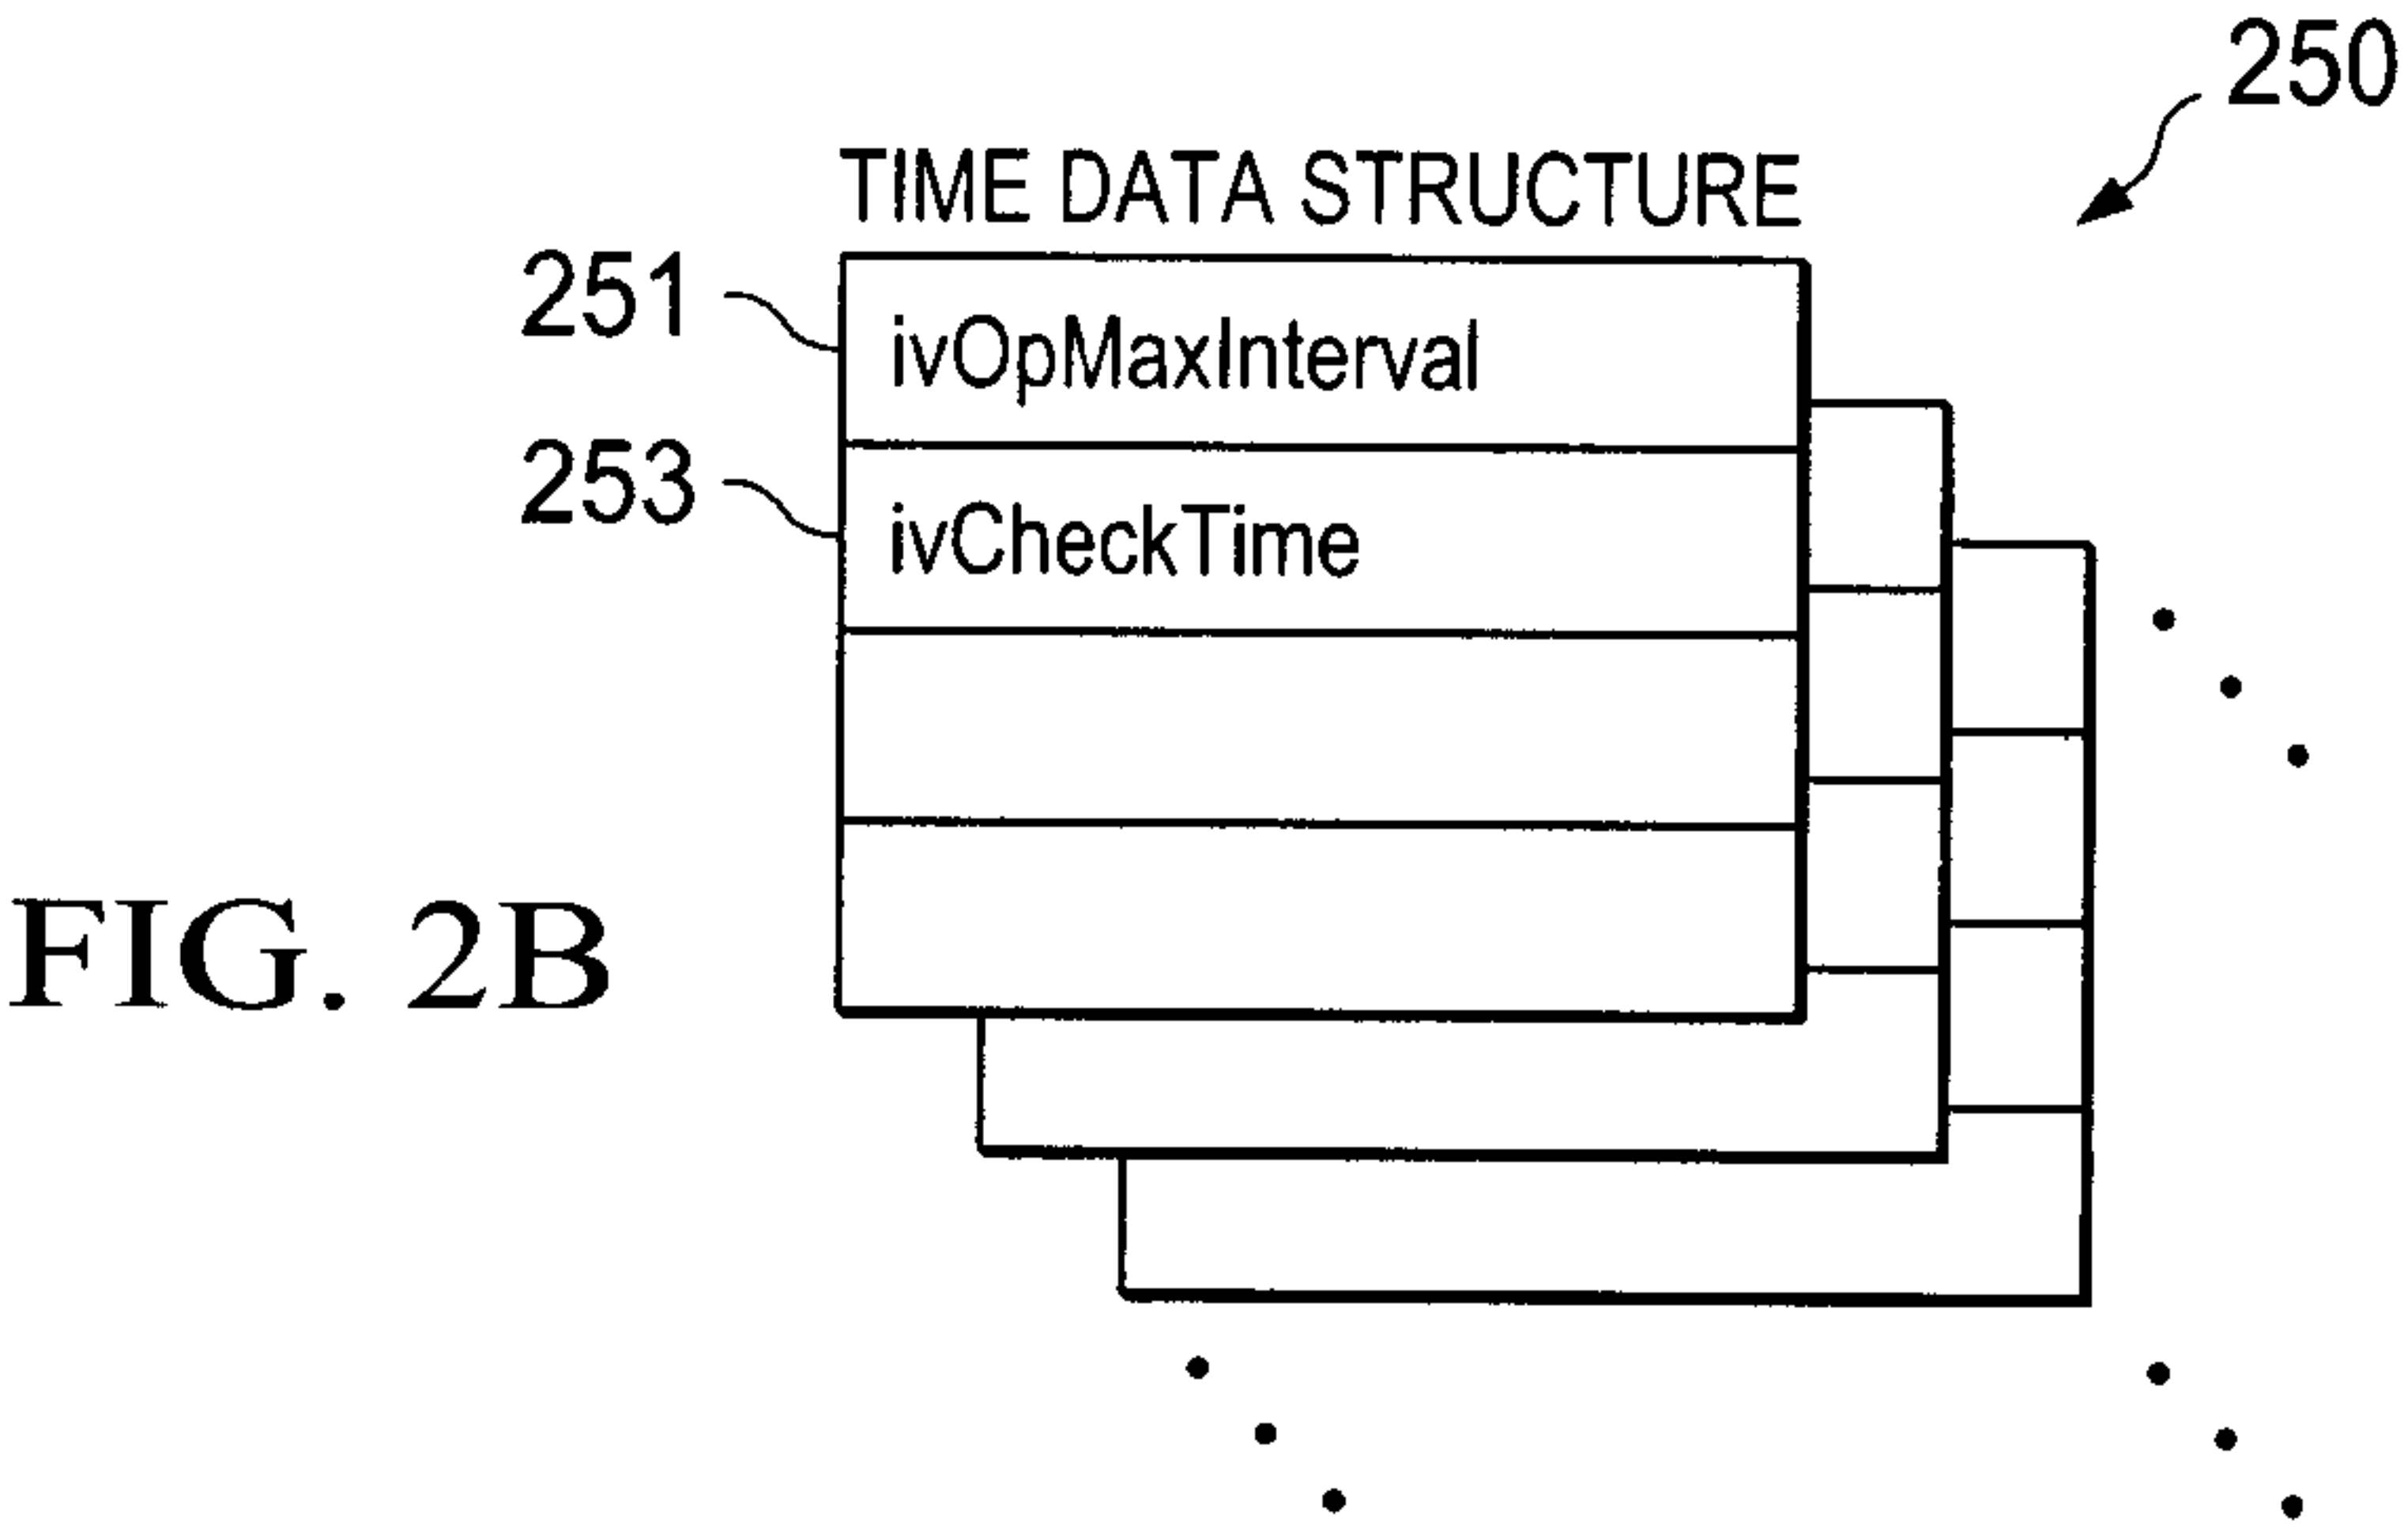 250
TIME DATA STRUCTURE
251
ivOpMaxInterval
253
ivCheckTime
FIG. 2B